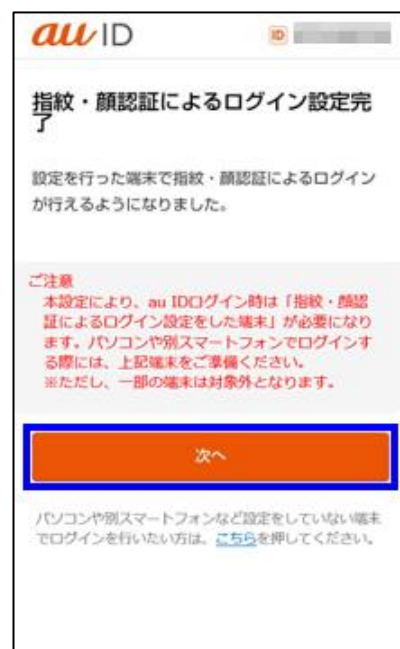 au ID
ID
指紋・顔認証によるログイン設定完
了
設定を行った端末で指紋・顔認証によるログイン
が行えるようになりました。
ご注意
本設定により、au IDログイン時は「指紋・顔認
証によるログイン設定をした端末」が必要になり
ます。パソコンや別スマートフォンでログインす
る際には、上記端末をご準備ください。
※ただし、一部の端末は対象外となります。
次へ
パソコンや別スマートフォンなど設定をしていない端末
でログインを行いたい方は、こちらを押してください。